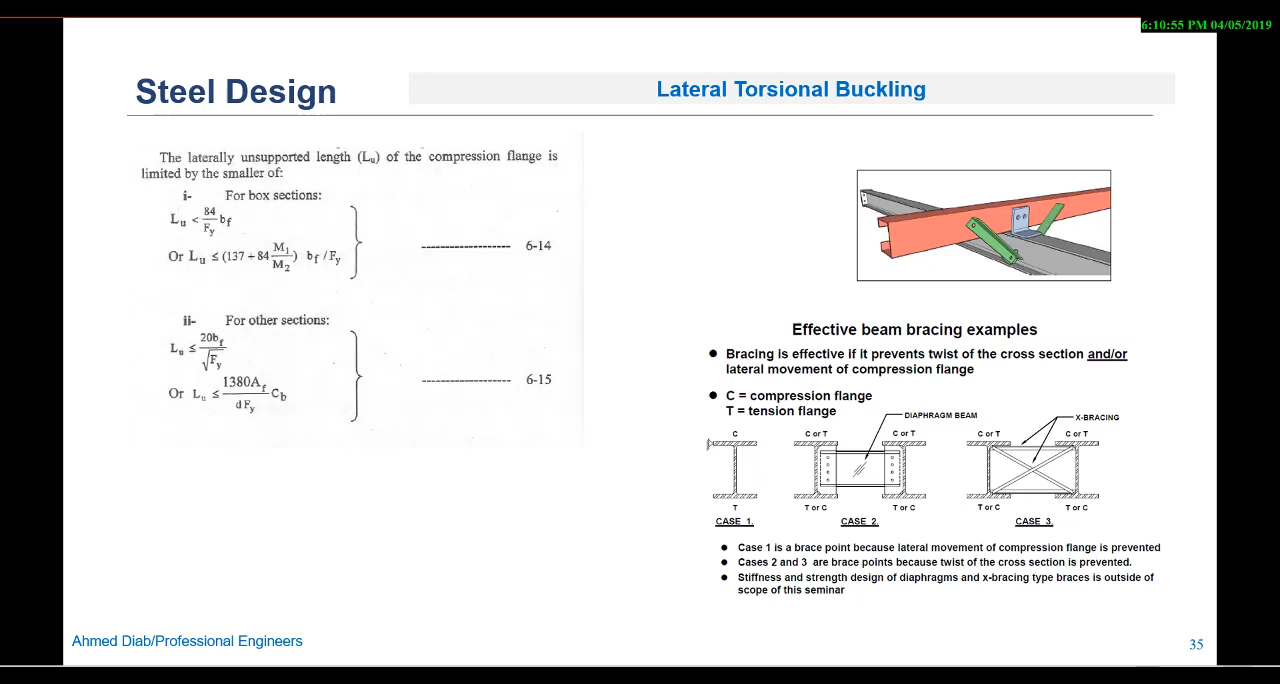 6:10:55 PM 04/05/2019
Steel Design
Lateral Torsional Buckling
The laterally unsupported length (Lu) of the compression flange is
limited by the smaller of:
i- For box sections:
Lu < 84/Fy bf
Or Lu ≤ (137 + 84 M1/M2) bf / Fy
------------------ 6-14
ii- For other sections:
Lu ≤ 20bf/√Fy
Or Lu ≤ 1380Af/dFy Cb
------------------ 6-15
Effective beam bracing examples
● Bracing is effective if it prevents twist of the cross section and/or
lateral movement of compression flange
● C = compression flange
T = tension flange
DIAPHRAGM BEAM
X-BRACING
C
C or T
C or T
C or T
C or T
T
T or C
T or C
T or C
T or C
CASE 1.
CASE 2.
CASE 3.
● Case 1 is a brace point because lateral movement of compression flange is prevented
● Cases 2 and 3 are brace points because twist of the cross section is prevented.
● Stiffness and strength design of diaphragms and x-bracing type braces is outside of
scope of this seminar
Ahmed Diab/Professional Engineers
35